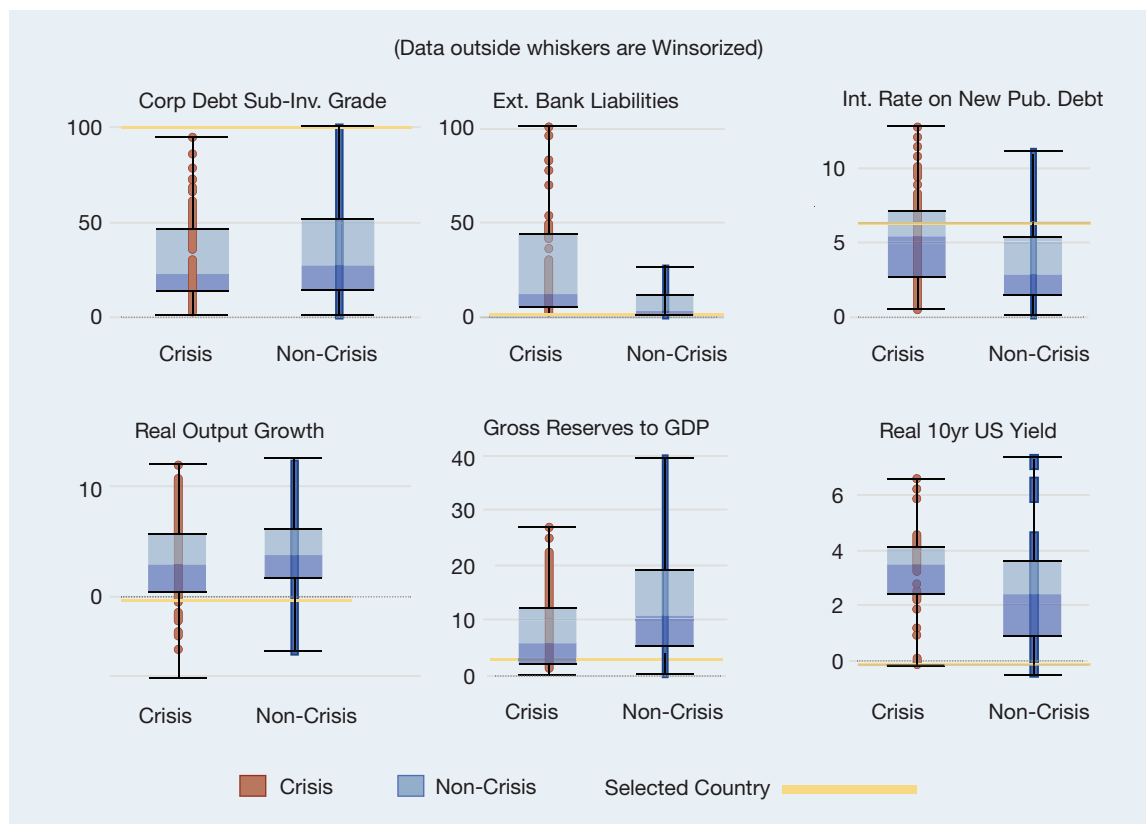 (Data outside whiskers are Winsorized)
Corp Debt Sub-Inv. Grade
100
50
0
Crisis
Non-Crisis
Ext. Bank Liabilities
100
50
0
Crisis
Non-Crisis
Int. Rate on New Pub. Debt
10
5
0
Crisis
Non-Crisis
Real Output Growth
10
0
Crisis
Non-Crisis
Gross Reserves to GDP
40
30
20
10
0
Crisis
Non-Crisis
Real 10yr US Yield
6
4
2
0
Crisis
Non-Crisis
Crisis
Non-Crisis
Selected Country